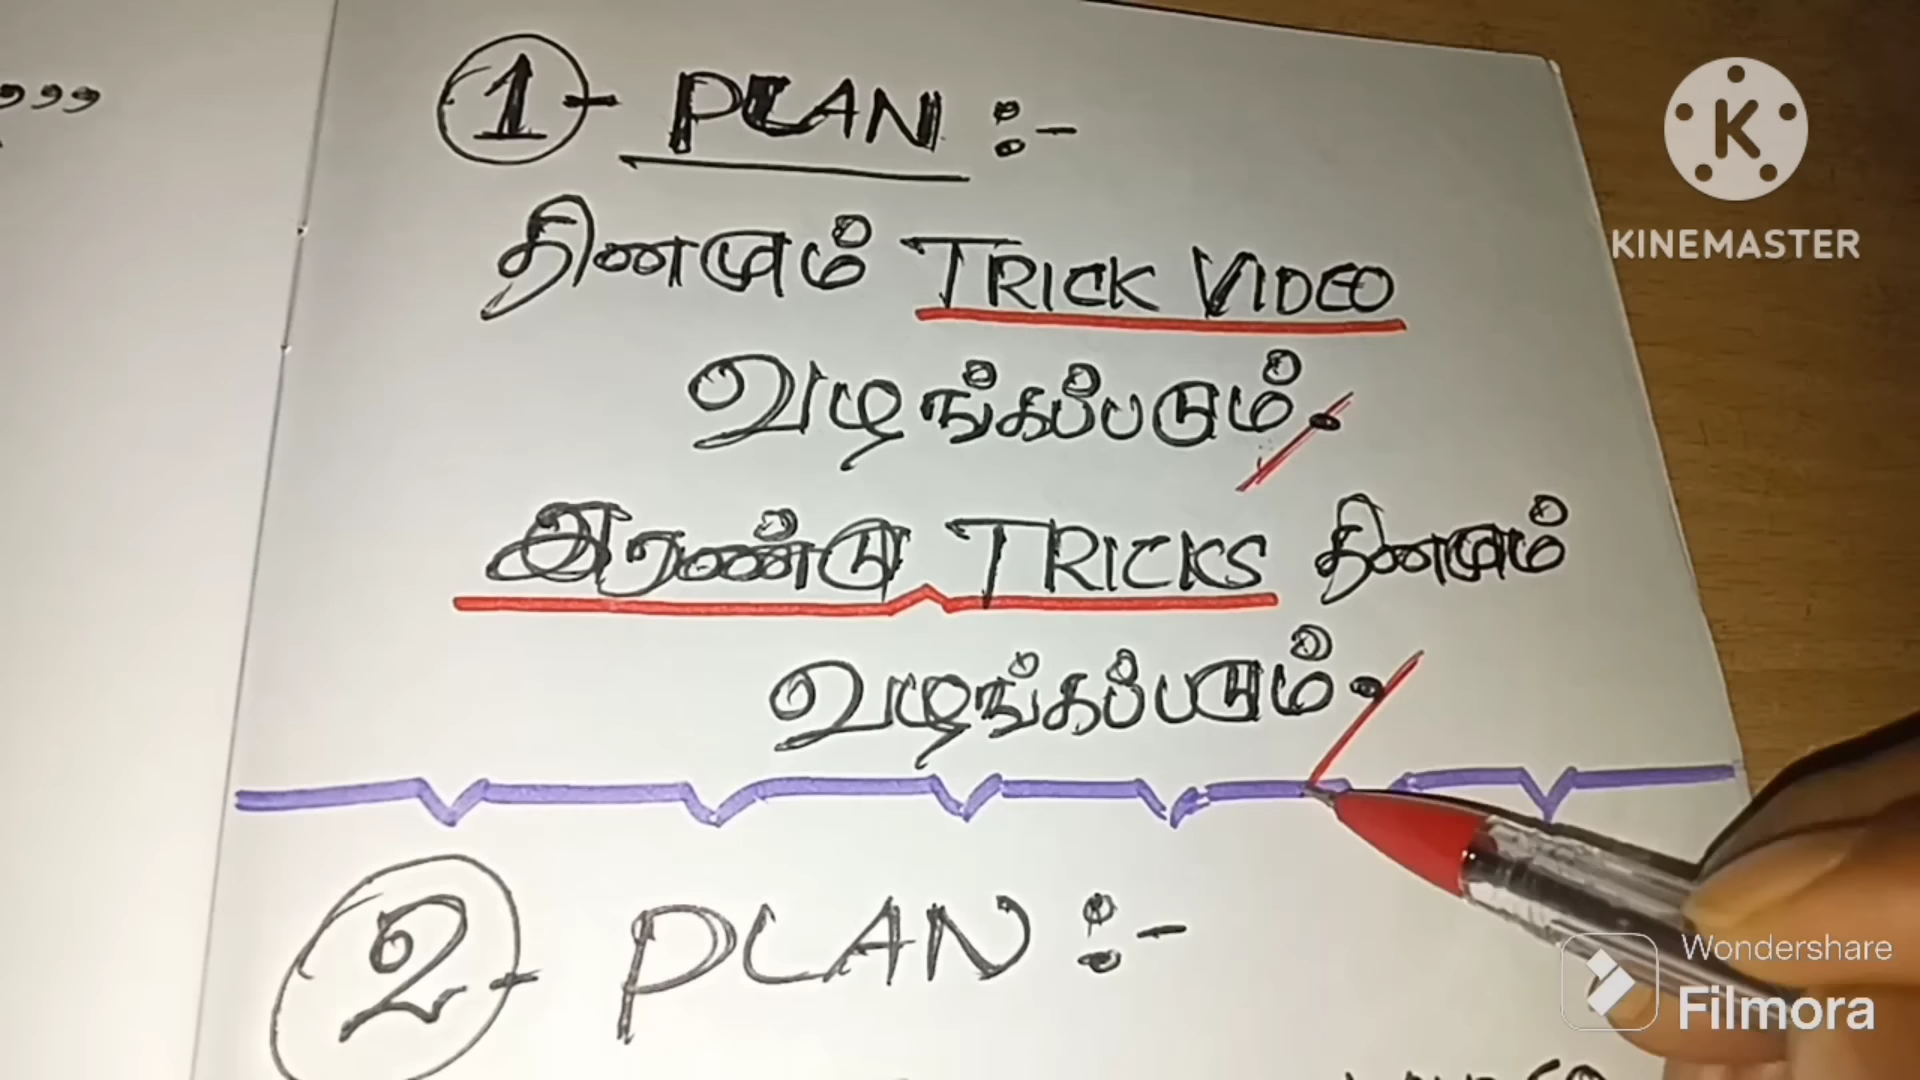 1 - PLAN :-
தினமும் TRICK VIDEO
வழங்கப்படும்.
இரண்டு TRICKS தினமும்
வழங்கப்படும்.
2 - PLAN :-
K
KINEMASTER
Wondershare
Filmora